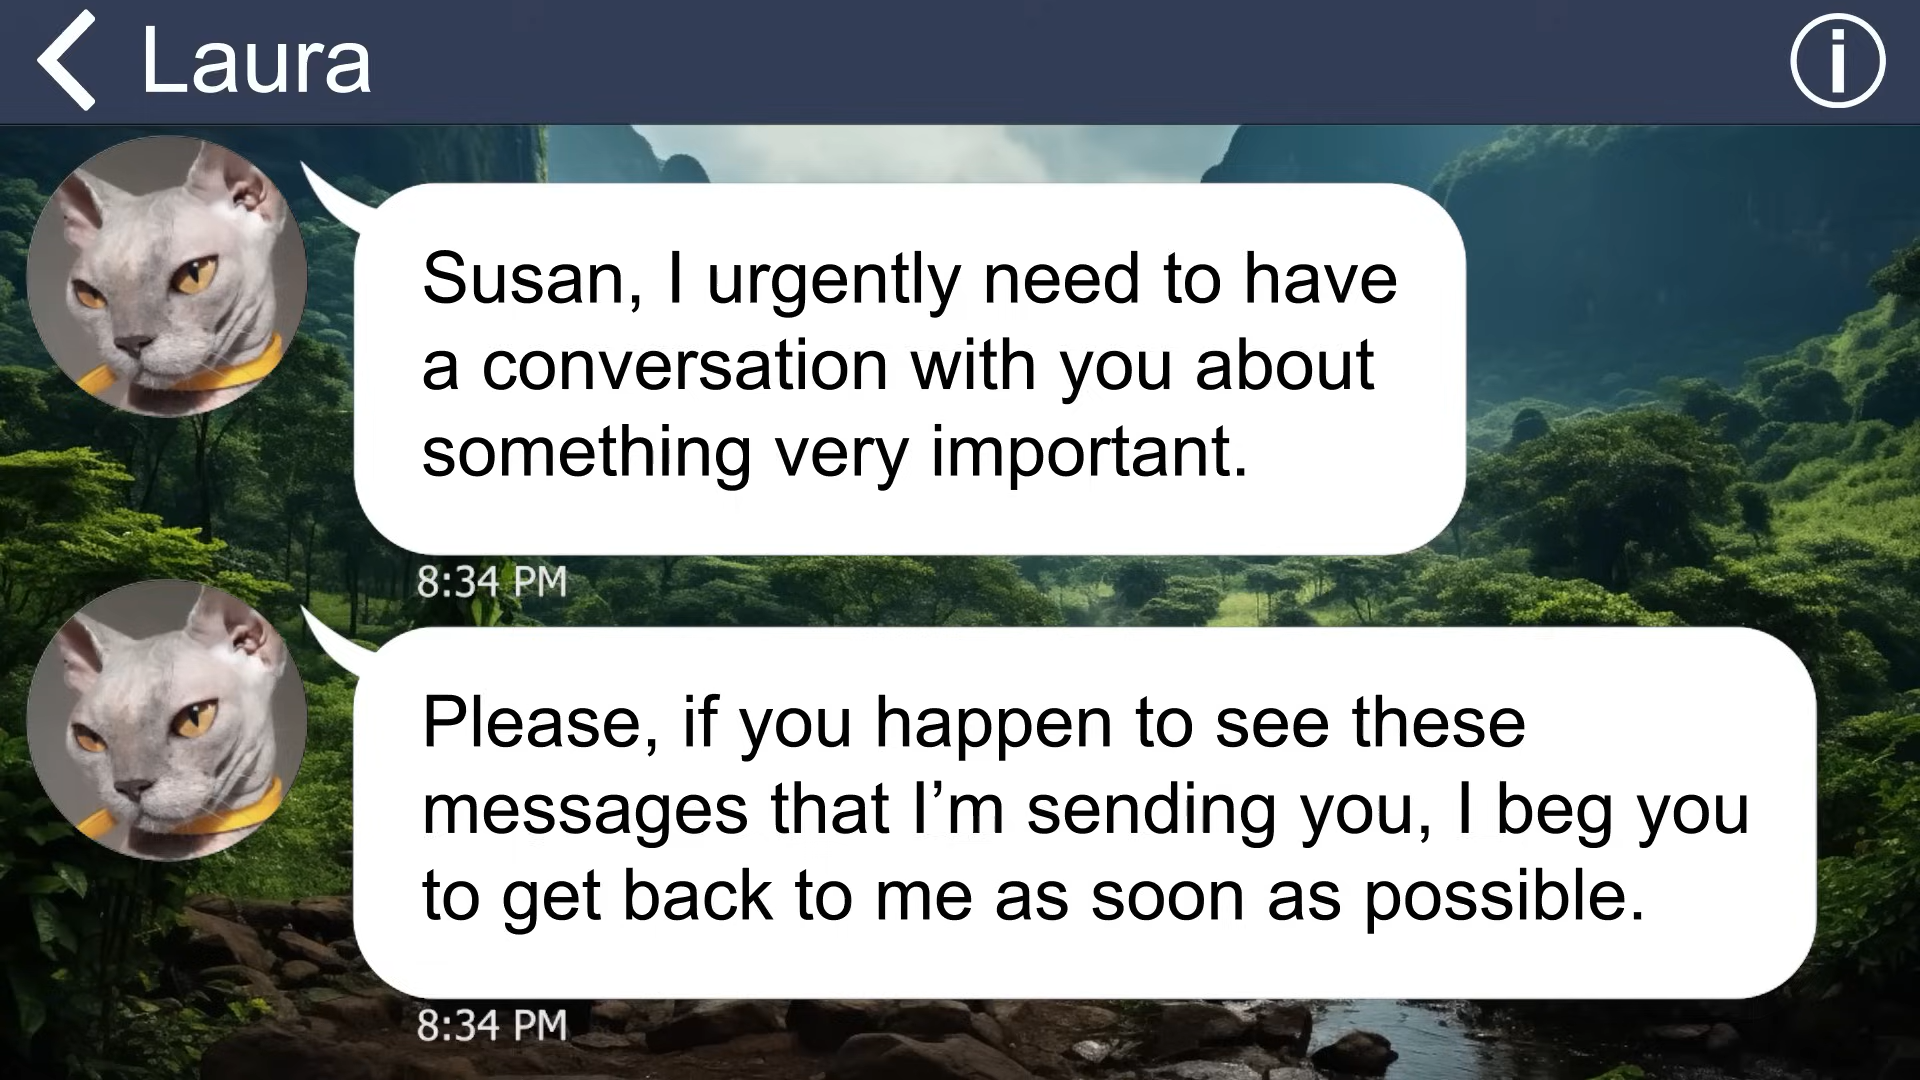 Laura
Susan, I urgently need to have
a conversation with you about
something very important.
8:34 PM
Please, if you happen to see these
messages that I’m sending you, I beg you
to get back to me as soon as possible.
8:34 PM